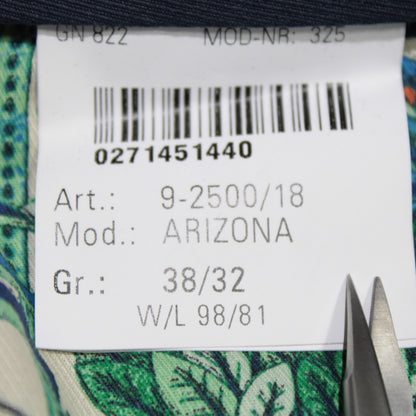 GN 822 MOD-NR: 325
0271451440
Art.: 9-2500/18
Mod.: ARIZONA
Gr.: 38/32
W/L 98/81